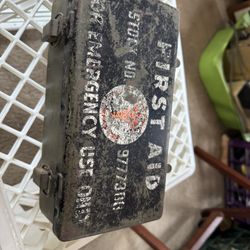 FIRST AID
STOCK NO. 9777300
FOR EMERGENCY USE ONLY